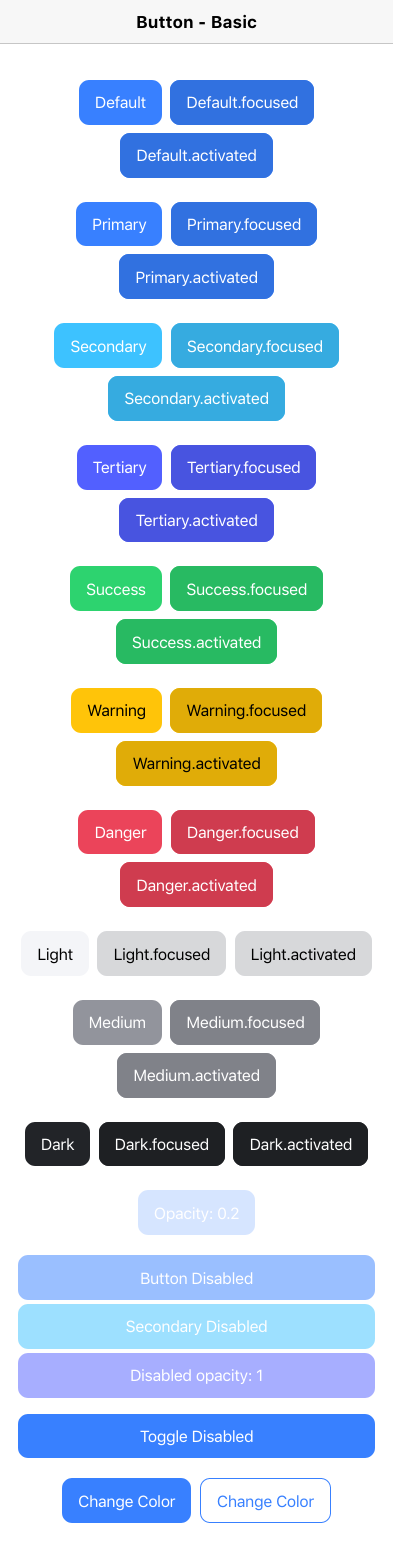 Button - Basic
Default Default.focused
Default.activated
Primary Primary.focused
Primary.activated
Secondary Secondary.focused
Secondary.activated
Tertiary Tertiary.focused
Tertiary.activated
Success Success.focused
Success.activated
Warning Warning.focused
Warning.activated
Danger Danger.focused
Danger.activated
Light Light.focused Light.activated
Medium Medium.focused
Medium.activated
Dark Dark.focused Dark.activated
Opacity: 0.2
Button Disabled
Secondary Disabled
Disabled opacity: 1
Toggle Disabled
Change Color Change Color